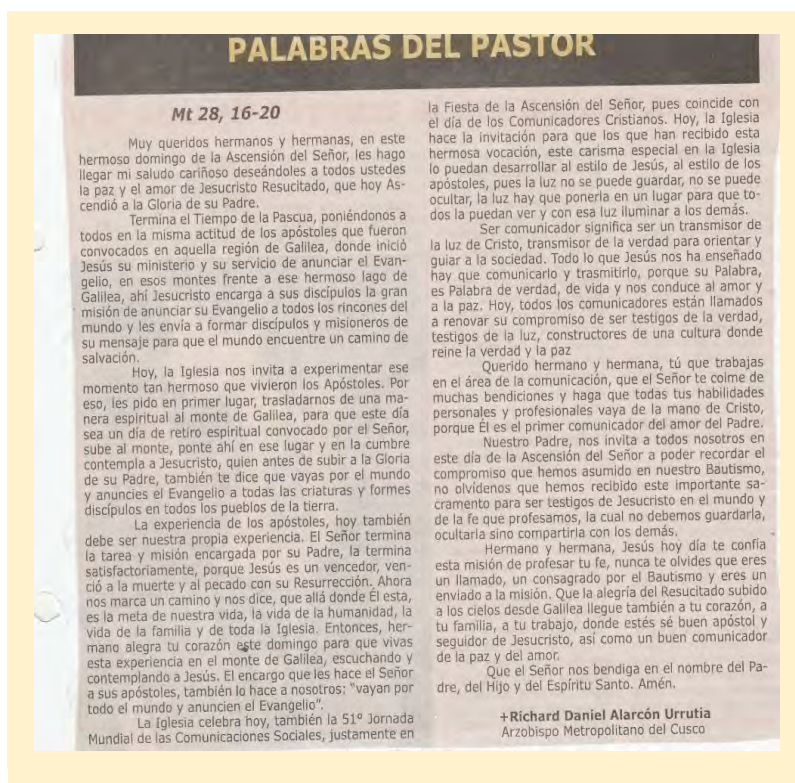 PALABRAS DEL PASTOR
Mt 28, 16-20
Muy queridos hermanos y hermanas, en este
hermoso domingo de la Ascensión del Señor, les hago
llegar mi saludo cariñoso deseándoles a todos ustedes
la paz y el amor de Jesucristo Resucitado, que hoy As-
cendió a la Gloria de su Padre.
Termina el Tiempo de la Pascua, poniéndonos a
todos en la misma actitud de los apóstoles que fueron
convocados en aquella región de Galilea, donde inició
Jesús su ministerio y su servicio de anunciar el Evan-
gelio, en esos montes frente a ese hermoso lago de
Galilea, ahí Jesucristo encarga a sus discípulos la gran
misión de anunciar su Evangelio a todos los rincones del
mundo y les envía a formar discípulos y misioneros de
su mensaje para que el mundo encuentre un camino de
salvación.
Hoy, la Iglesia nos invita a experimentar ese
momento tan hermoso que vivieron los Apóstoles. Por
eso, les pido en primer lugar, trasladarnos de una ma-
nera espiritual al monte de Galilea, para que este día
sea un día de retiro espiritual convocado por el Señor,
sube al monte, ponte ahí en ese lugar y en la cumbre
contempla a Jesucristo, quien antes de subir a la Gloria
de su Padre, también te dice que vayas por el mundo
y anuncies el Evangelio a todas las criaturas y formes
discípulos en todos los pueblos de la tierra.
La experiencia de los apóstoles, hoy también
debe ser nuestra propia experiencia. El Señor termina
la tarea y misión encargada por su Padre, la termina
satisfactoriamente, porque Jesús es un vencedor, ven-
ció a la muerte y al pecado con su Resurrección. Ahora
nos marca un camino y nos dice, que allá donde Él esta,
es la meta de nuestra vida, la vida de la humanidad, la
vida de la familia y de toda la Iglesia. Entonces, her-
mano alegra tu corazón este domingo para que vivas
esta experiencia en el monte de Galilea, escuchando y
contemplando a Jesús. El encargo que les hace el Señor
a sus apóstoles, también lo hace a nosotros: "vayan por
todo el mundo y anuncien el Evangelio".
La Iglesia celebra hoy, también la 51º Jornada
Mundial de las Comunicaciones Sociales, justamente en
la Fiesta de la Ascensión del Señor, pues coincide con
el día de los Comunicadores Cristianos. Hoy, la Iglesia
hace la invitación para que los que han recibido esta
hermosa vocación, este carisma especial en la Iglesia
lo puedan desarrollar al estilo de Jesús, al estilo de los
apóstoles, pues la luz no se puede guardar, no se puede
ocultar, la luz hay que ponerla en un lugar para que to-
dos la puedan ver y con esa luz iluminar a los demás.
Ser comunicador significa ser un transmisor de
la luz de Cristo, transmisor de la verdad para orientar y
guiar a la sociedad. Todo lo que Jesús nos ha enseñado
hay que comunicarlo y trasmitirlo, porque su Palabra,
es Palabra de verdad, de vida y nos conduce al amor y
a la paz. Hoy, todos los comunicadores están llamados
a renovar su compromiso de ser testigos de la verdad,
testigos de la luz, constructores de una cultura donde
reine la verdad y la paz
Querido hermano y hermana, tú que trabajas
en el área de la comunicación, que el Señor te colme de
muchas bendiciones y haga que todas tus habilidades
personales y profesionales vaya de la mano de Cristo,
porque Él es el primer comunicador del amor del Padre.
Nuestro Padre, nos invita a todos nosotros en
este día de la Ascensión del Señor a poder recordar el
compromiso que hemos asumido en nuestro Bautismo,
no olvídenos que hemos recibido este importante sa-
cramento para ser testigos de Jesucristo en el mundo y
de la fe que profesamos, la cual no debemos guardarla,
ocultarla sino compartirla con los demás.
Hermano y hermana, Jesús hoy día te confía
esta misión de profesar tu fe, nunca te olvides que eres
un llamado, un consagrado por el Bautismo y eres un
enviado a la misión. Que la alegría del Resucitado subido
a los cielos desde Galilea llegue también a tu corazón, a
tu familia, a tu trabajo, donde estés sé buen apóstol y
seguidor de Jesucristo, así como un buen comunicador
de la paz y del amor.
Que el Señor nos bendiga en el nombre del Pa-
dre, del Hijo y del Espíritu Santo. Amén.
+Richard Daniel Alarcón Urrutia
Arzobispo Metropolitano del Cusco